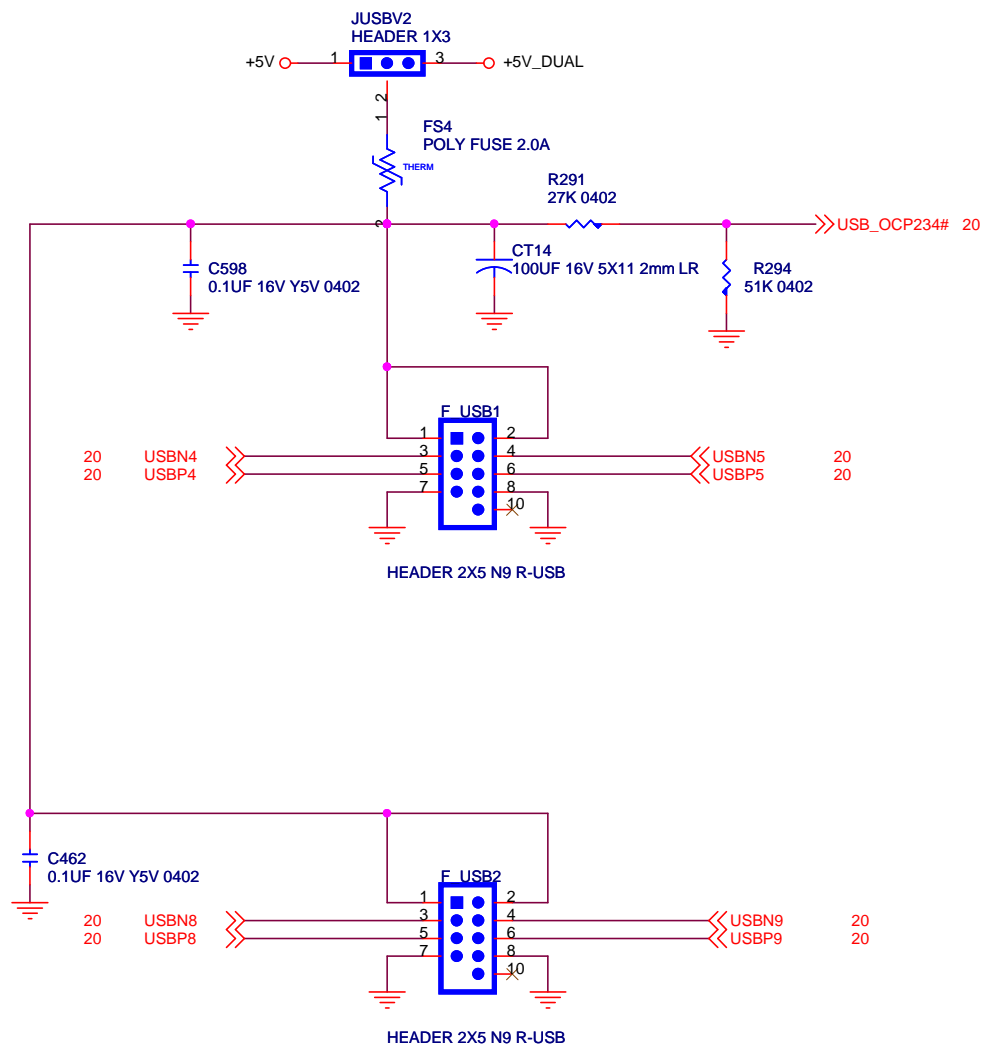 JUSBV2
HEADER 1X3
+5V 1 3 +5V_DUAL
2
1
FS4
POLY FUSE 2.0A
THERM
R291
27K 0402
2
USB_OCP234# 20
CT14
100UF 16V 5X11 2mm LR
C598
0.1UF 16V Y5V 0402
R294
51K 0402
F_USB1
1 2
20 USBN4 3 4 USBN5 20
20 USBP4 5 6 USBP5 20
7 8
10
HEADER 2X5 N9 R-USB
C462
0.1UF 16V Y5V 0402
F_USB2
1 2
20 USBN8 3 4 USBN9 20
20 USBP8 5 6 USBP9 20
7 8
10
HEADER 2X5 N9 R-USB